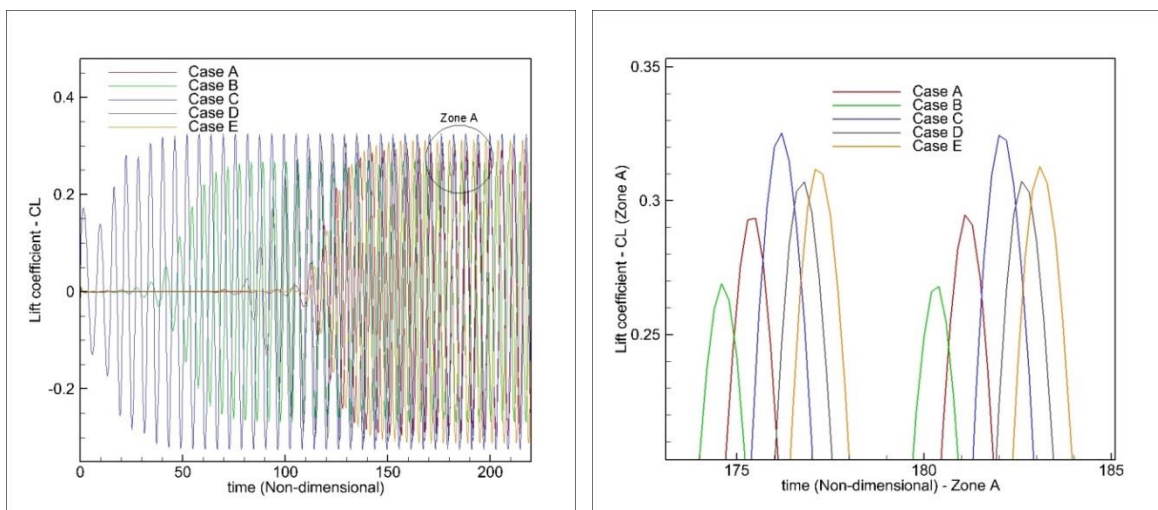 Lift coefficient - CL
0.4
0.2
0
-0.2
Case A
Case B
Case C
Case D
Case E
Zone A
0
50
100
150
200
time (Non-dimensional)
Lift coefficient - CL (Zone A)
0.35
0.3
0.25
Case A
Case B
Case C
Case D
Case E
175
180
185
time (Non-dimensional) - Zone A